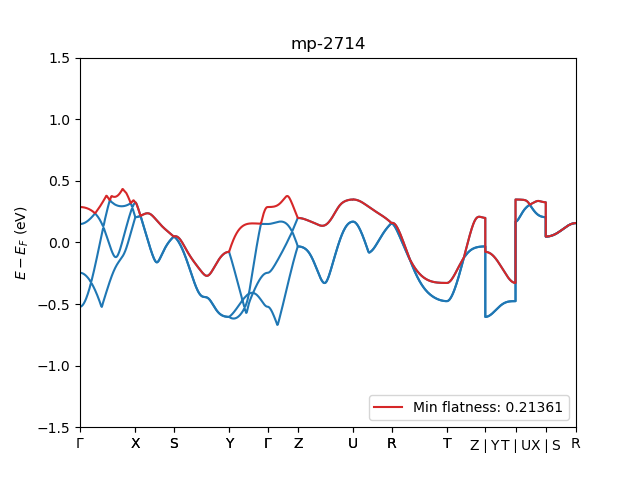 mp-2714
1.5
1.0
0.5
0.0
−0.5
−1.0
−1.5
E − E_F (eV)
Min flatness: 0.21361
Γ X S Y Γ Z U R T Z | Y T | U X | S R